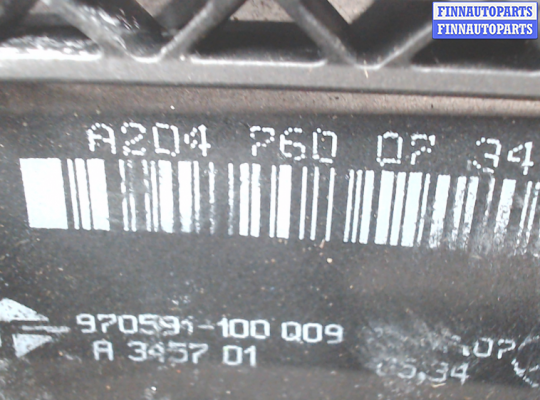 FINNAUTOPARTS
FINNAUTOPARTS
A204 760 07 34
970591-100 Q09
A 3457 01